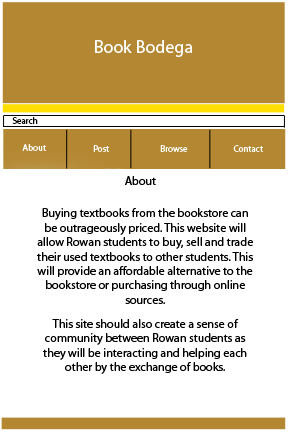 Book Bodega
Search
About Post Browse Contact
About
Buying textbooks from the bookstore can
be outrageously priced. This website will
allow Rowan students to buy, sell and trade
their used textbooks to other students. This
will provide an affordable alternative to the
bookstore or purchasing through online
sources.
This site should also create a sense of
community between Rowan students as
they will be interacting and helping each
other by the exchange of books.